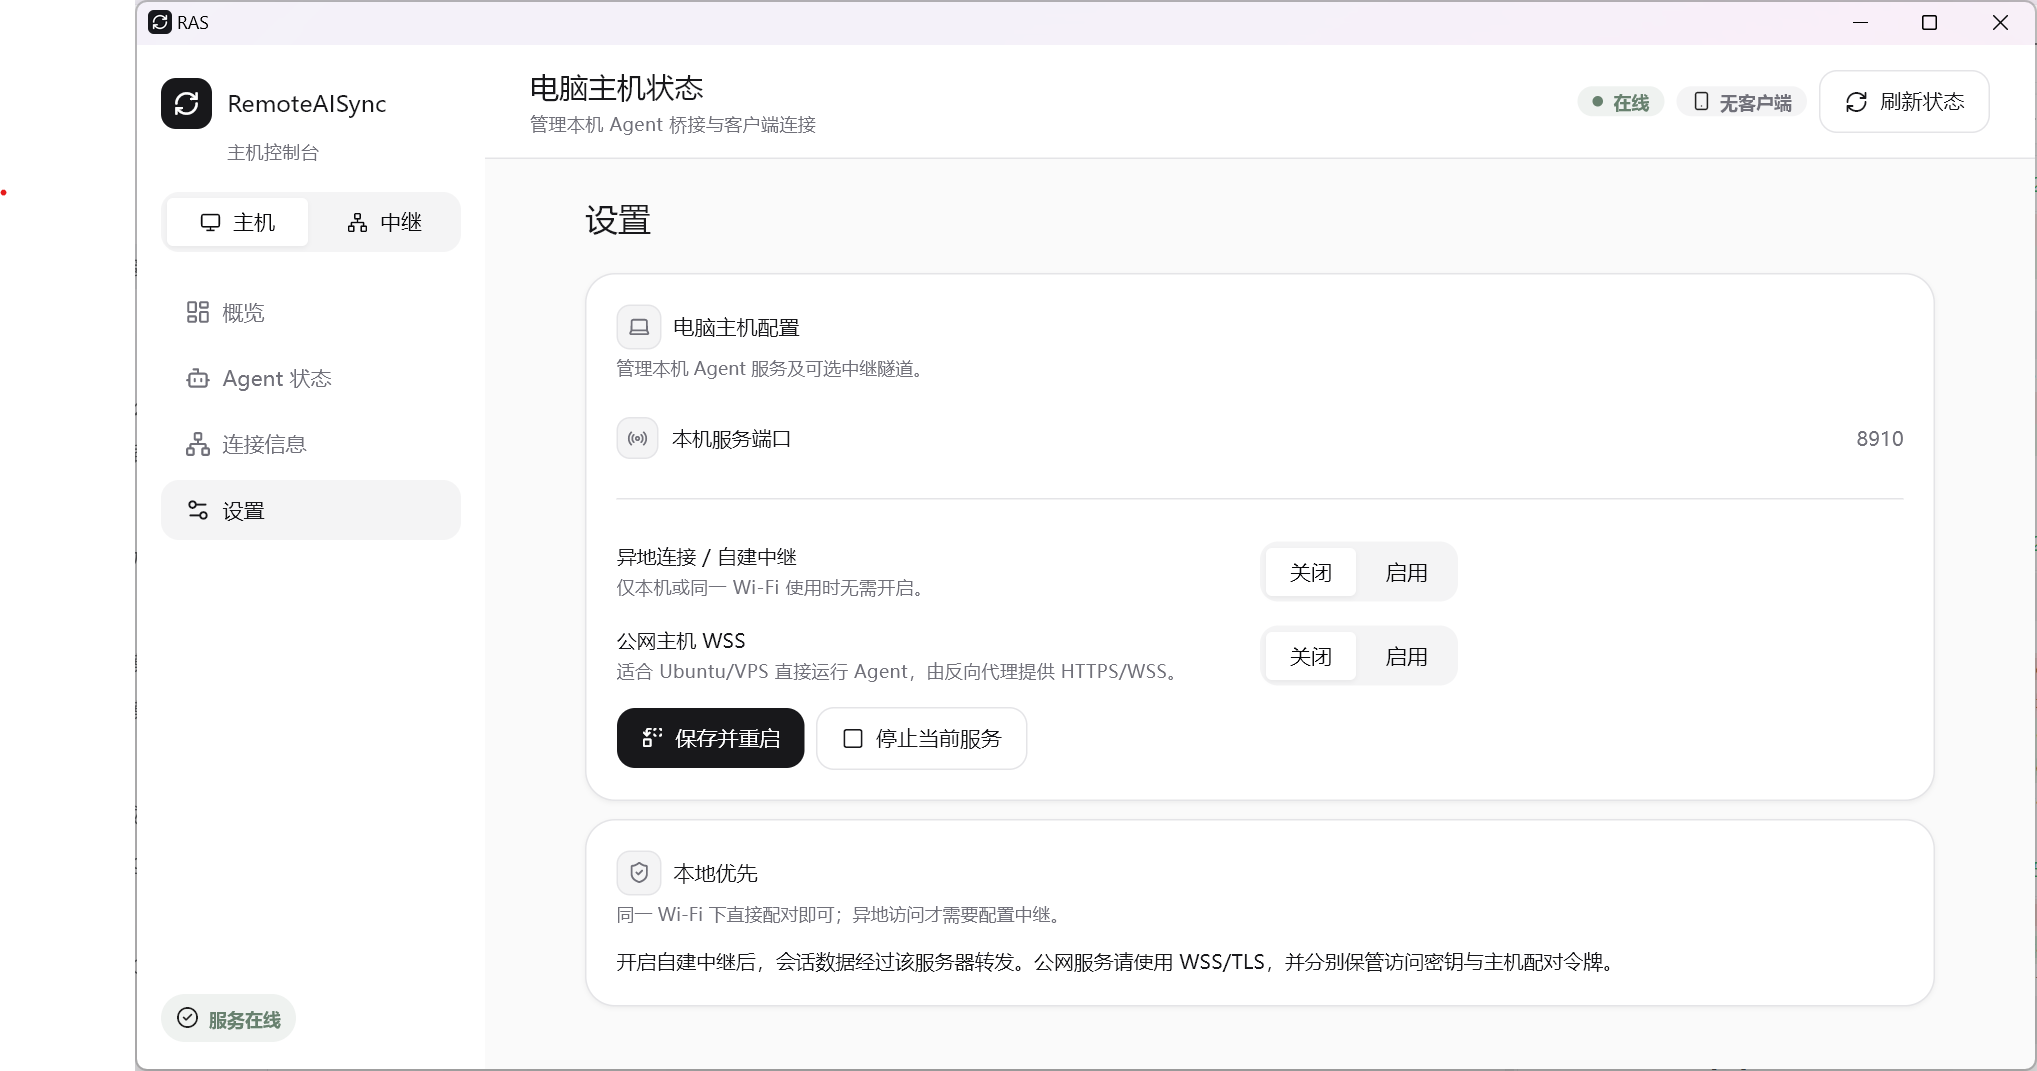 RAS
RemoteAISync
主机控制台
主机
中继
概览
Agent 状态
连接信息
设置
服务在线
电脑主机状态
管理本机 Agent 桥接与客户端连接
在线
无客户端
刷新状态
设置
电脑主机配置
管理本机 Agent 服务及可选中继隧道。
本机服务端口
8910
异地连接 / 自建中继
仅本机或同一 Wi-Fi 使用时无需开启。
关闭
启用
公网主机 WSS
适合 Ubuntu/VPS 直接运行 Agent，由反向代理提供 HTTPS/WSS。
关闭
启用
保存并重启
停止当前服务
本地优先
同一 Wi-Fi 下直接配对即可；异地访问才需要配置中继。
开启自建中继后，会话数据经过该服务器转发。公网服务请使用 WSS/TLS，并分别保管访问密钥与主机配对令牌。